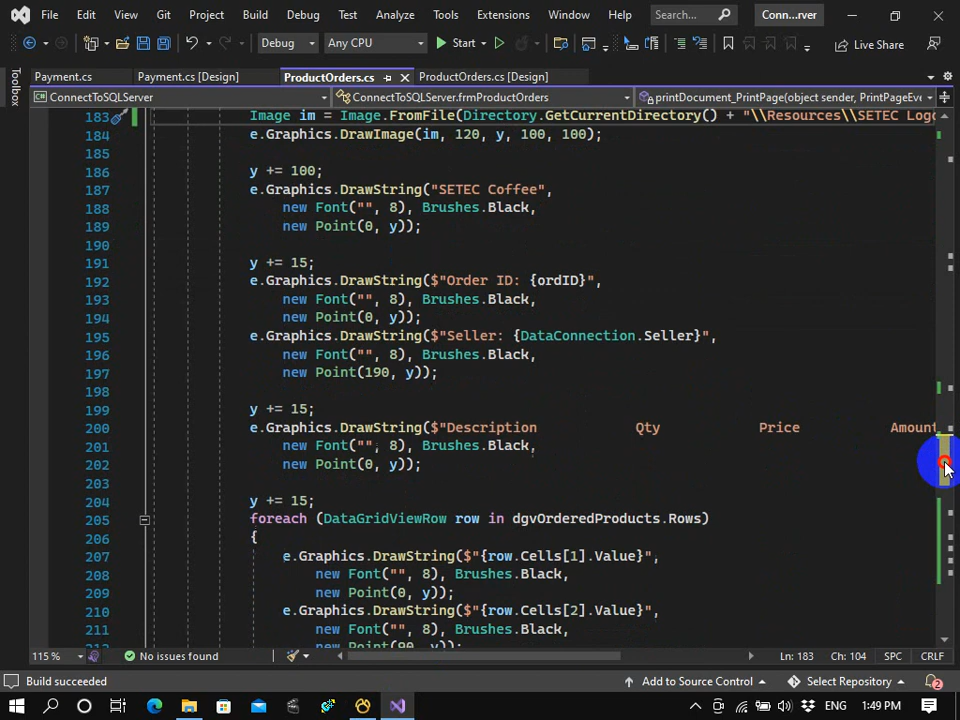 File Edit View Git Project Build Debug Test Analyze Tools Extensions Window Help Search... Conn...rver
Debug Any CPU Start Live Share
Payment.cs Payment.cs [Design] ProductOrders.cs ProductOrders.cs [Design]
Toolbox
ConnectToSQLServer ConnectToSQLServer.frmProductOrders printDocument_PrintPage(object sender, PrintPageEve
183 Image im = Image.FromFile(Directory.GetCurrentDirectory() + "\\Resources\\SETEC Logo
184 e.Graphics.DrawImage(im, 120, y, 100, 100);
185
186 y += 100;
187 e.Graphics.DrawString("SETEC Coffee",
188 new Font("", 8), Brushes.Black,
189 new Point(0, y));
190
191 y += 15;
192 e.Graphics.DrawString($"Order ID: {ordID}",
193 new Font("", 8), Brushes.Black,
194 new Point(0, y));
195 e.Graphics.DrawString($"Seller: {DataConnection.Seller}",
196 new Font("", 8), Brushes.Black,
197 new Point(190, y));
198
199 y += 15;
200 e.Graphics.DrawString($"Description Qty Price Amount
201 new Font("", 8), Brushes.Black,
202 new Point(0, y));
203
204 y += 15;
205 foreach (DataGridViewRow row in dgvOrderedProducts.Rows)
206 {
207 e.Graphics.DrawString($"{row.Cells[1].Value}",
208 new Font("", 8), Brushes.Black,
209 new Point(0, y));
210 e.Graphics.DrawString($"{row.Cells[2].Value}",
211 new Font("", 8), Brushes.Black,
212 new Point(90, y));
115 % No issues found Ln: 183 Ch: 104 SPC CRLF
Build succeeded Add to Source Control Select Repository 2
ENG 1:49 PM